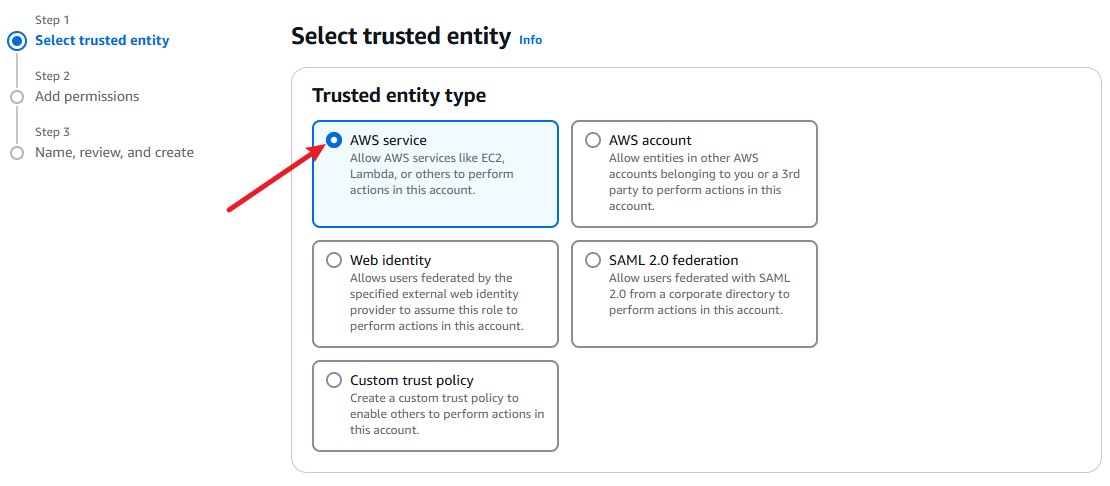 Step 1
Select trusted entity
Step 2
Add permissions
Step 3
Name, review, and create
Select trusted entity Info
Trusted entity type
AWS service
Allow AWS services like EC2,
Lambda, or others to perform
actions in this account.
AWS account
Allow entities in other AWS
accounts belonging to you or a 3rd
party to perform actions in this
account.
Web identity
Allows users federated by the
specified external web identity
provider to assume this role to
perform actions in this account.
SAML 2.0 federation
Allow users federated with SAML
2.0 from a corporate directory to
perform actions in this account.
Custom trust policy
Create a custom trust policy to
enable others to perform actions in
this account.